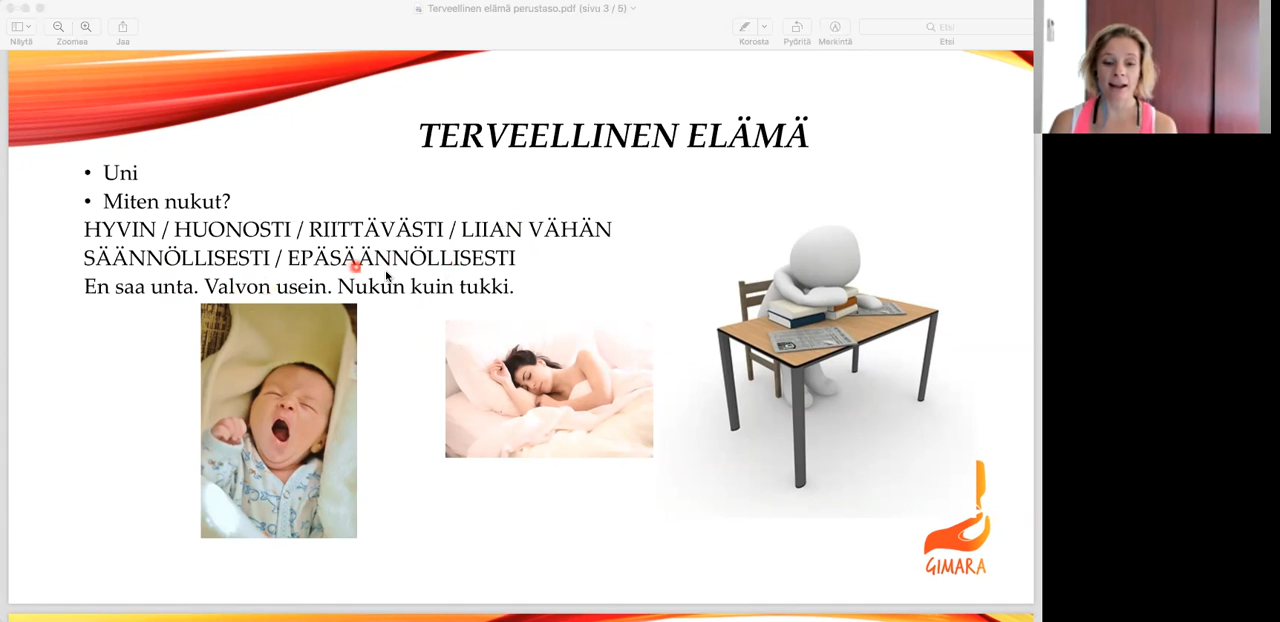 Terveellinen elämä perustaso.pdf (sivu 3 / 5)
Näytä
Zoomaa
Jaa
Korosta
Pyöritä
Merkintä
Etsi
Etsi
TERVEELLINEN ELÄMÄ
• Uni
• Miten nukut?
HYVIN / HUONOSTI / RIITTÄVÄSTI / LIIAN VÄHÄN
SÄÄNNÖLLISESTI / EPÄSÄÄNNÖLLISESTI
En saa unta. Valvon usein. Nukun kuin tukki.
GIMARA